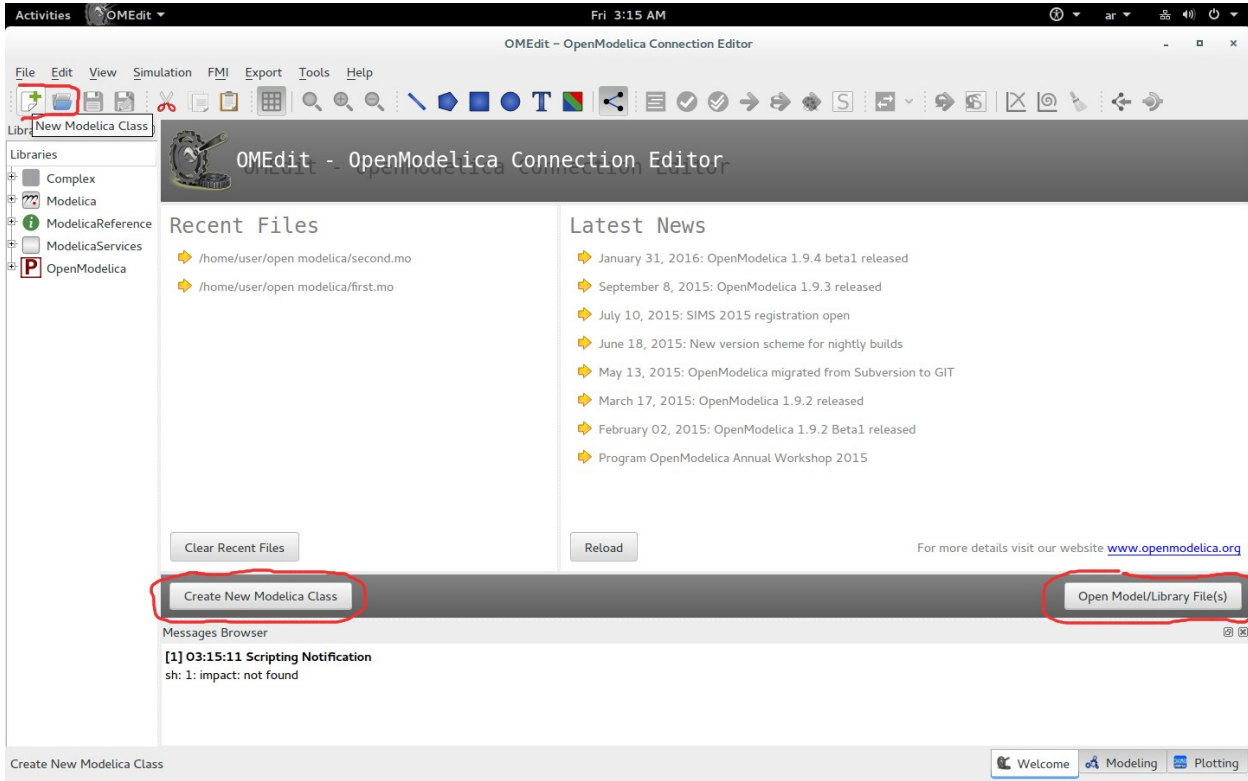 Activities OMEdit Fri 3:15 AM ar
OMEdit - OpenModelica Connection Editor
File Edit View Simulation FMI Export Tools Help
T S
Libr
New Modelica Class
Libraries
Complex
Modelica
ModelicaReference
ModelicaServices
P OpenModelica
OMEdit - OpenModelica Connection Editor
Recent Files
/home/user/open modelica/second.mo
/home/user/open modelica/first.mo
Clear Recent Files
Latest News
January 31, 2016: OpenModelica 1.9.4 beta1 released
September 8, 2015: OpenModelica 1.9.3 released
July 10, 2015: SIMS 2015 registration open
June 18, 2015: New version scheme for nightly builds
May 13, 2015: OpenModelica migrated from Subversion to GIT
March 17, 2015: OpenModelica 1.9.2 released
February 02, 2015: OpenModelica 1.9.2 Beta1 released
Program OpenModelica Annual Workshop 2015
Reload
For more details visit our website www.openmodelica.org
Create New Modelica Class
Open Model/Library File(s)
Messages Browser
[1] 03:15:11 Scripting Notification
sh: 1: impact: not found
Create New Modelica Class
Welcome Modeling Plotting